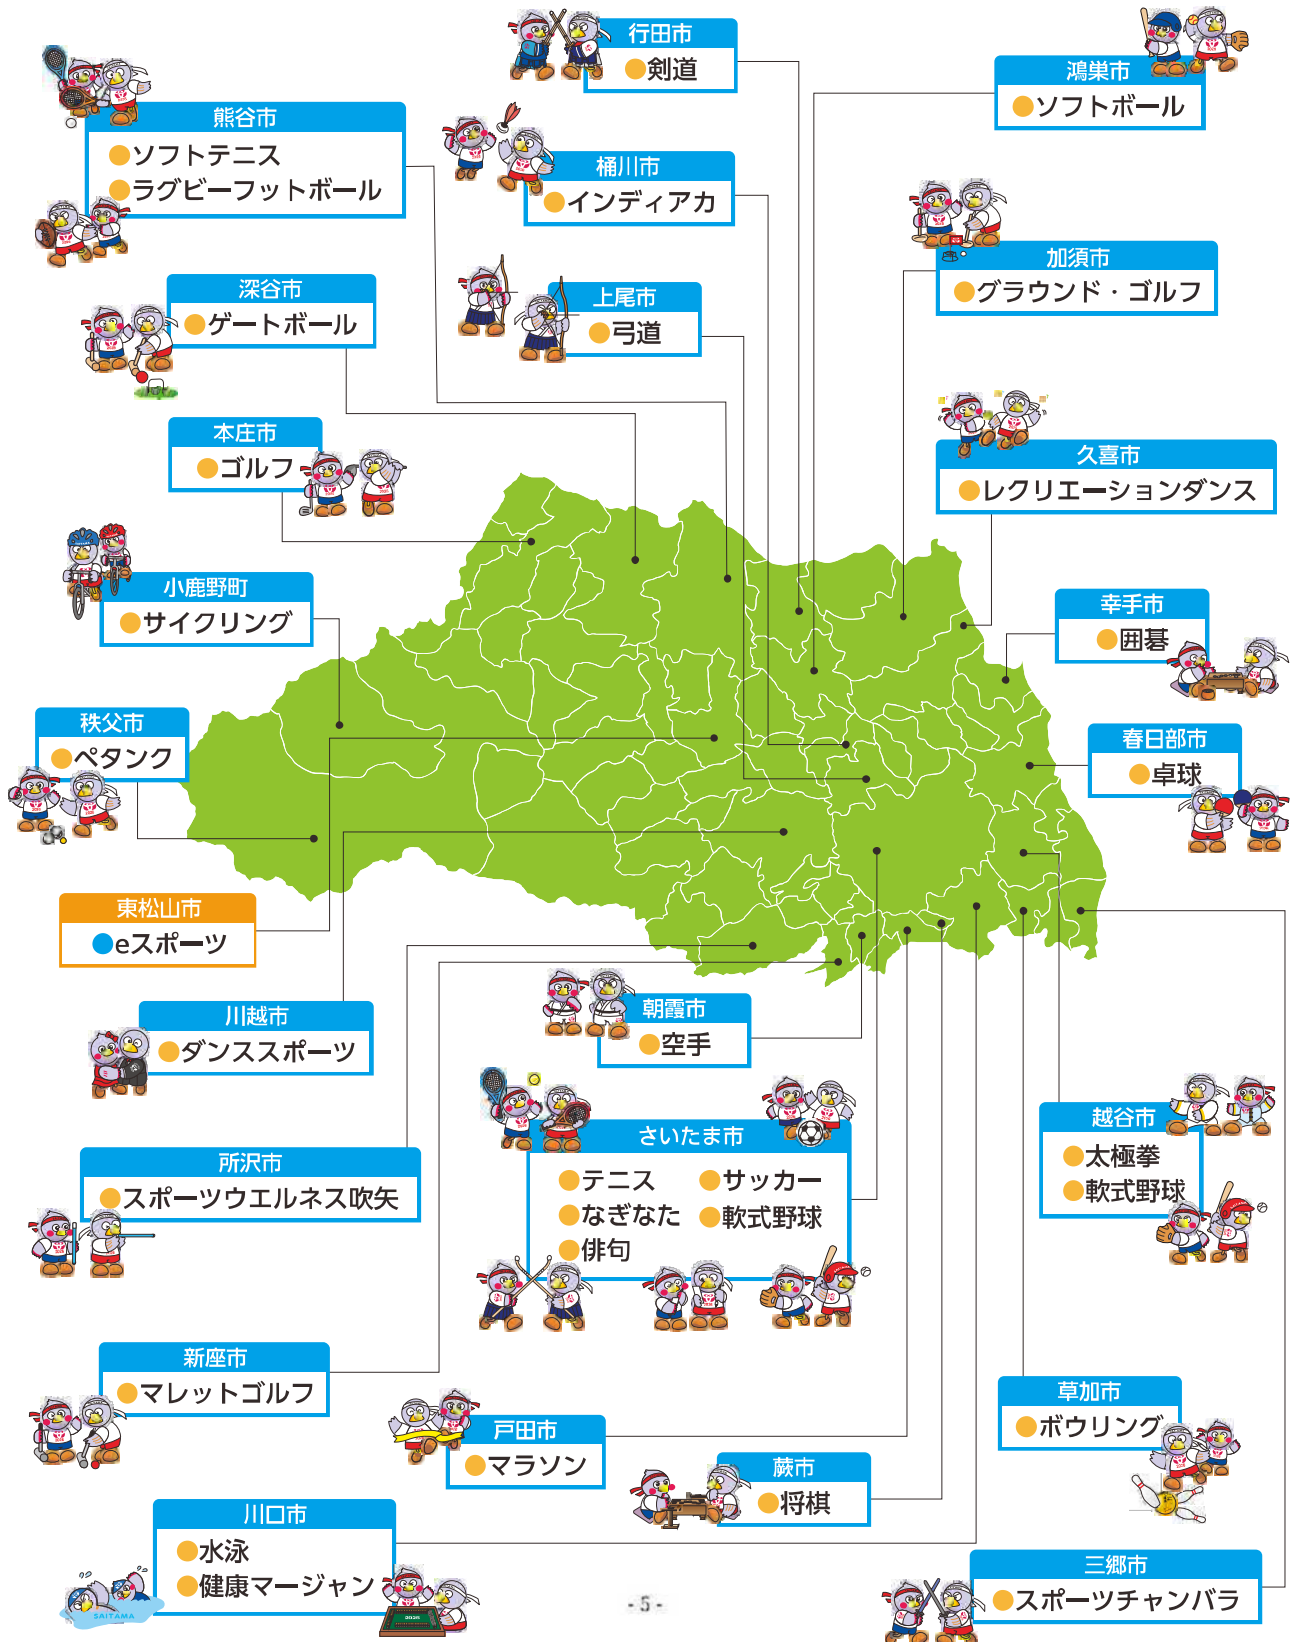 行田市
●剣道
鴻巣市
●ソフトボール
熊谷市
●ソフトテニス
●ラグビーフットボール
桶川市
●インディアカ
加須市
●グラウンド・ゴルフ
深谷市
●ゲートボール
上尾市
●弓道
本庄市
●ゴルフ
久喜市
●レクリエーションダンス
小鹿野町
●サイクリング
幸手市
●囲碁
秩父市
●ペタンク
春日部市
●卓球
東松山市
●eスポーツ
川越市
●ダンススポーツ
朝霞市
●空手
さいたま市
●テニス ●サッカー
●なぎなた ●軟式野球
●俳句
越谷市
●太極拳
●軟式野球
所沢市
●スポーツウエルネス吹矢
新座市
●マレットゴルフ
戸田市
●マラソン
草加市
●ボウリング
蕨市
●将棋
川口市
●水泳
●健康マージャン
SAITAMA
三郷市
●スポーツチャンバラ
- 5 -